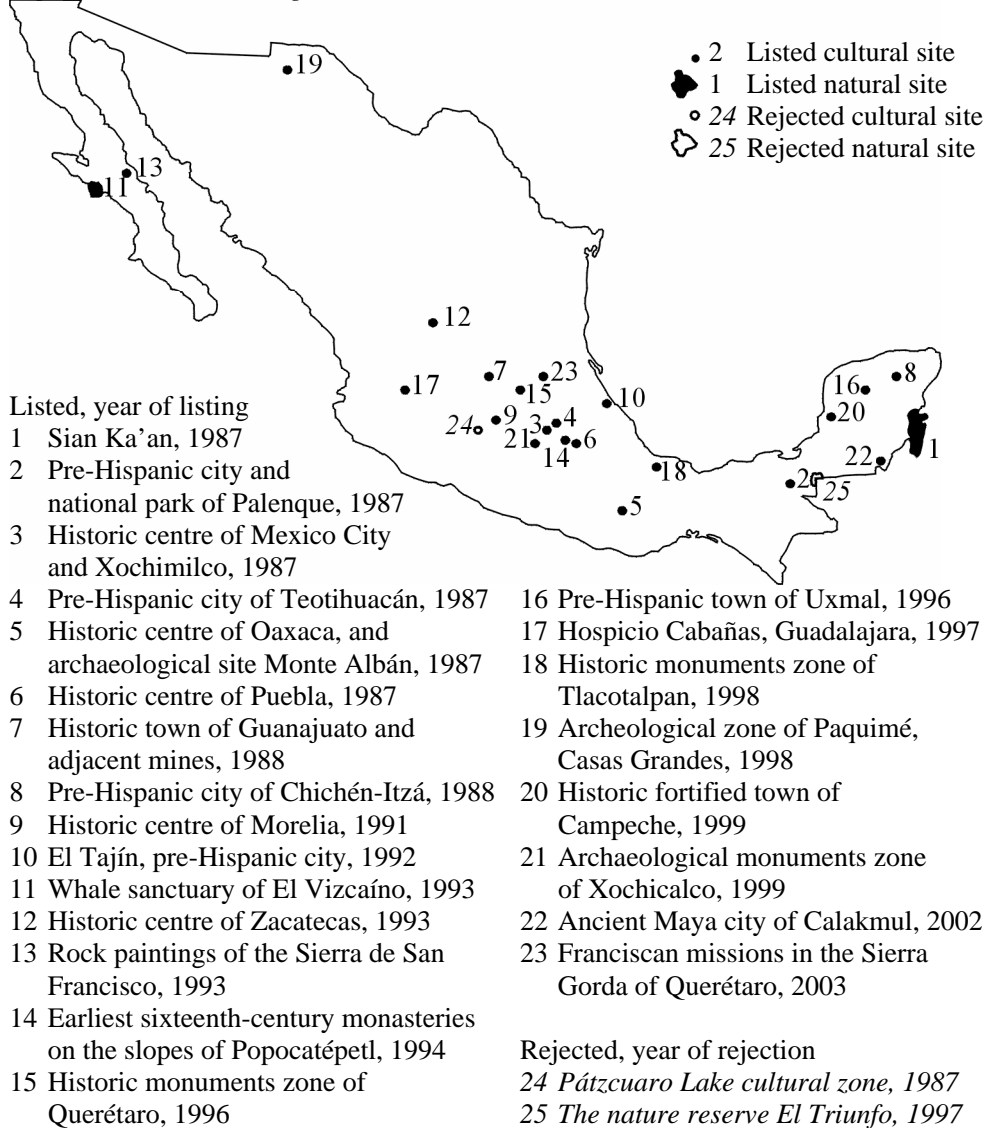 19
2 Listed cultural site
1 Listed natural site
24 Rejected cultural site
25 Rejected natural site
13
11
12
17
7
23
15
10
24
9
3
4
21
14
6
18
5
16
8
20
22
1
2
25
Listed, year of listing
1 Sian Ka'an, 1987
2 Pre-Hispanic city and
national park of Palenque, 1987
3 Historic centre of Mexico City
and Xochimilco, 1987
4 Pre-Hispanic city of Teotihuacán, 1987
5 Historic centre of Oaxaca, and
archaeological site Monte Albán, 1987
6 Historic centre of Puebla, 1987
7 Historic town of Guanajuato and
adjacent mines, 1988
8 Pre-Hispanic city of Chichén-Itzá, 1988
9 Historic centre of Morelia, 1991
10 El Tajín, pre-Hispanic city, 1992
11 Whale sanctuary of El Vizcaíno, 1993
12 Historic centre of Zacatecas, 1993
13 Rock paintings of the Sierra de San
Francisco, 1993
14 Earliest sixteenth-century monasteries
on the slopes of Popocatépetl, 1994
15 Historic monuments zone of
Querétaro, 1996
16 Pre-Hispanic town of Uxmal, 1996
17 Hospicio Cabañas, Guadalajara, 1997
18 Historic monuments zone of
Tlacotalpan, 1998
19 Archeological zone of Paquimé,
Casas Grandes, 1998
20 Historic fortified town of
Campeche, 1999
21 Archaeological monuments zone
of Xochicalco, 1999
22 Ancient Maya city of Calakmul, 2002
23 Franciscan missions in the Sierra
Gorda of Querétaro, 2003
Rejected, year of rejection
24 Pátzcuaro Lake cultural zone, 1987
25 The nature reserve El Triunfo, 1997